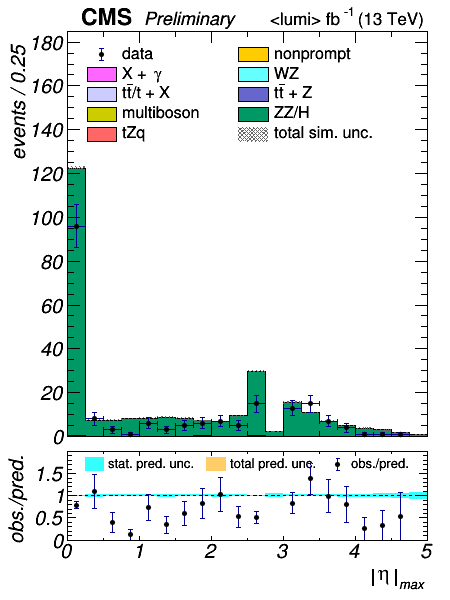 CMS Preliminary <lumi> fb⁻¹ (13 TeV)
events / 0.25
180
160
140
120
100
80
60
40
20
0
data
nonprompt
X + γ
WZ
tt̄/t + X
tt̄ + Z
multiboson
ZZ/H
tZq
total sim. unc.
obs./pred.
1.5
1
0.5
0
stat. pred. unc.
total pred. unc.
obs./pred.
0 1 2 3 4 5
|η|max